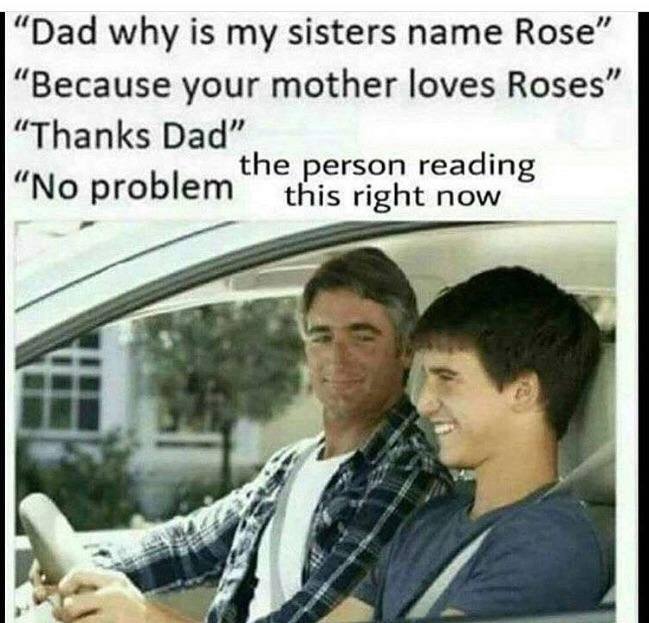 “Dad why is my sisters name Rose”
“Because your mother loves Roses”
“Thanks Dad”
“No problem the person reading
this right now